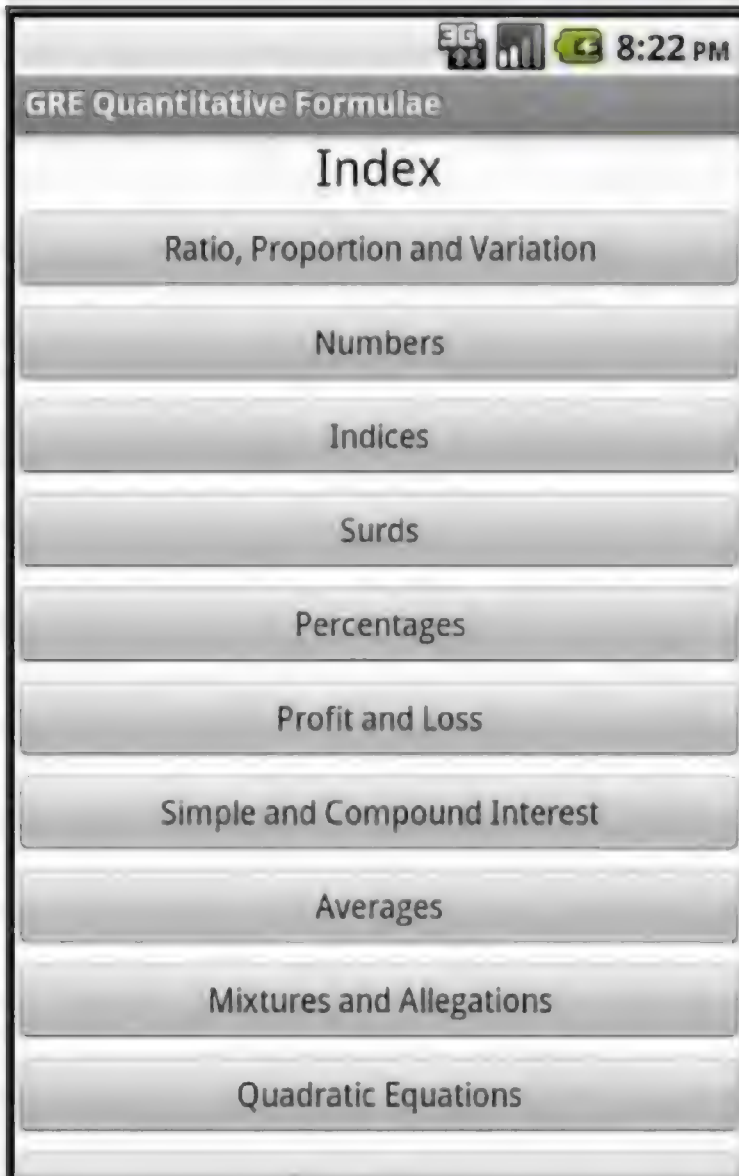 3G 8:22 PM
GRE Quantitative Formulae
Index
Ratio, Proportion and Variation
Numbers
Indices
Surds
Percentages
Profit and Loss
Simple and Compound Interest
Averages
Mixtures and Allegations
Quadratic Equations